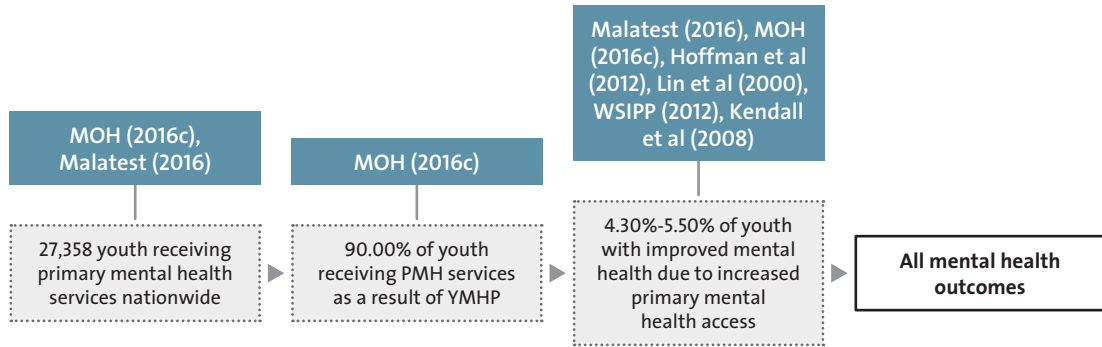 MOH (2016c),
Malatest (2016)
27,358 youth receiving
primary mental health
services nationwide
MOH (2016c)
90.00% of youth
receiving PMH services
as a result of YMHP
Malatest (2016), MOH
(2016c), Hoffman et al
(2012), Lin et al (2000),
WSIPP (2012), Kendall
et al (2008)
4.30%-5.50% of youth
with improved mental
health due to increased
primary mental
health access
All mental health
outcomes